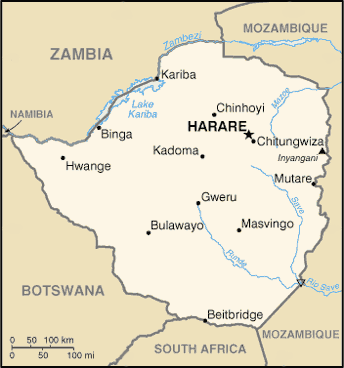 MOZAMBIQUE
ZAMBIA
Zambezi
Kariba
Lake
Kariba
Mazoe
Chinhoyi
NAMIBIA
Binga
HARARE
Chitungwiza
Kadoma
Inyangani
Hwange
Mutare
Gweru
Save
Bulawayo
Masvingo
Runde
Rio Save
BOTSWANA
Beitbridge
0 50 100 km
0 50 100 mi
MOZAMBIQUE
SOUTH AFRICA